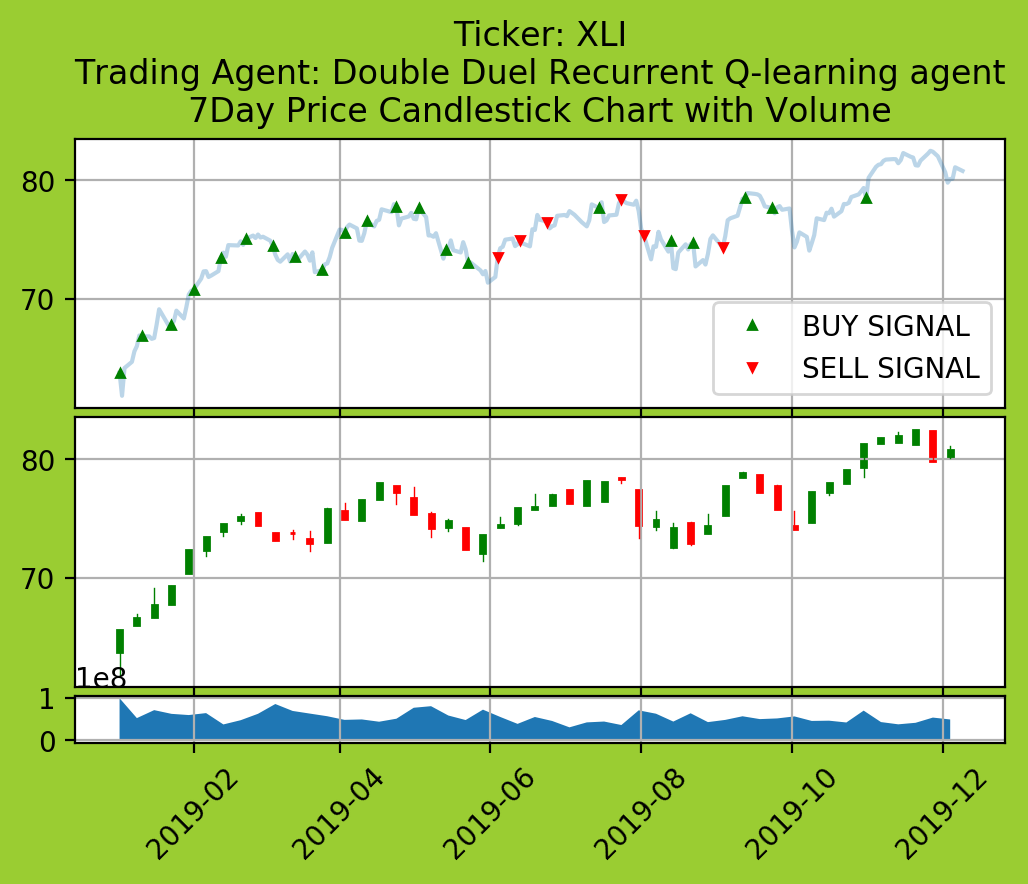 Ticker: XLI
Trading Agent: Double Duel Recurrent Q-learning agent
7Day Price Candlestick Chart with Volume
80
70
BUY SIGNAL
SELL SIGNAL
80
70
1e8
1
0
2019-02
2019-04
2019-06
2019-08
2019-10
2019-12